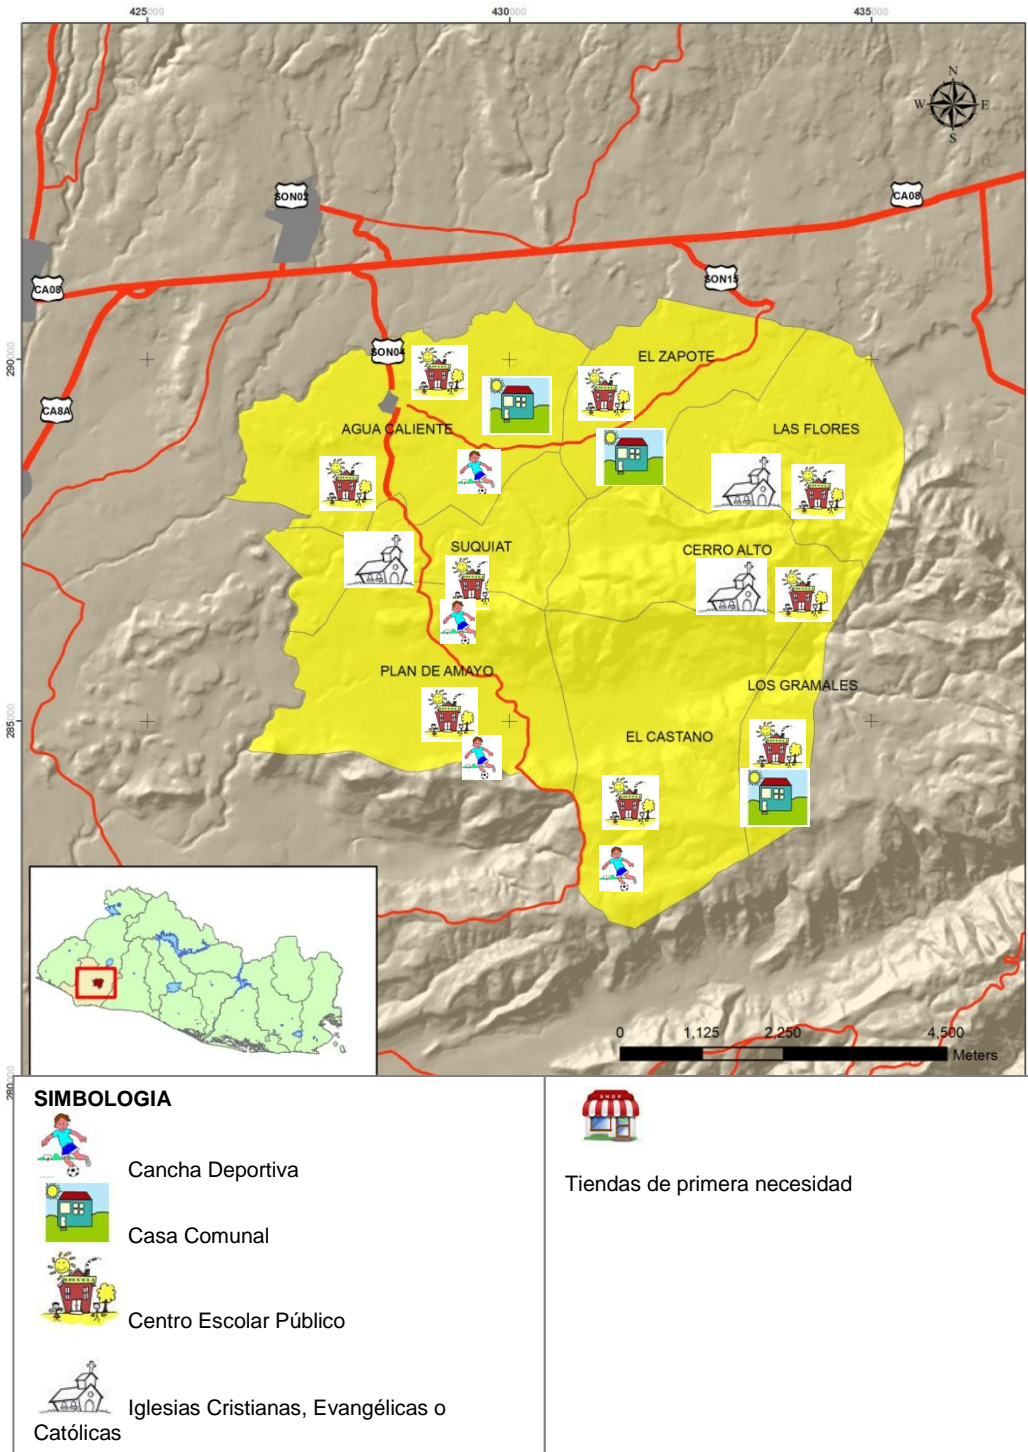 425000
430000
435000
N
W
E
S
SON02
CA08
CA08
SON15
290000
SON04
EL ZAPOTE
CA8A
AGUA CALIENTE
LAS FLORES
SUQUIAT
CERRO ALTO
PLAN DE AMAYO
LOS GRAMALES
285000
EL CASTANO
0
1,125
2,250
4,500
Meters
280000
SIMBOLOGIA
Cancha Deportiva
Casa Comunal
Centro Escolar Público
Iglesias Cristianas, Evangélicas o
Católicas
SHOP
Tiendas de primera necesidad